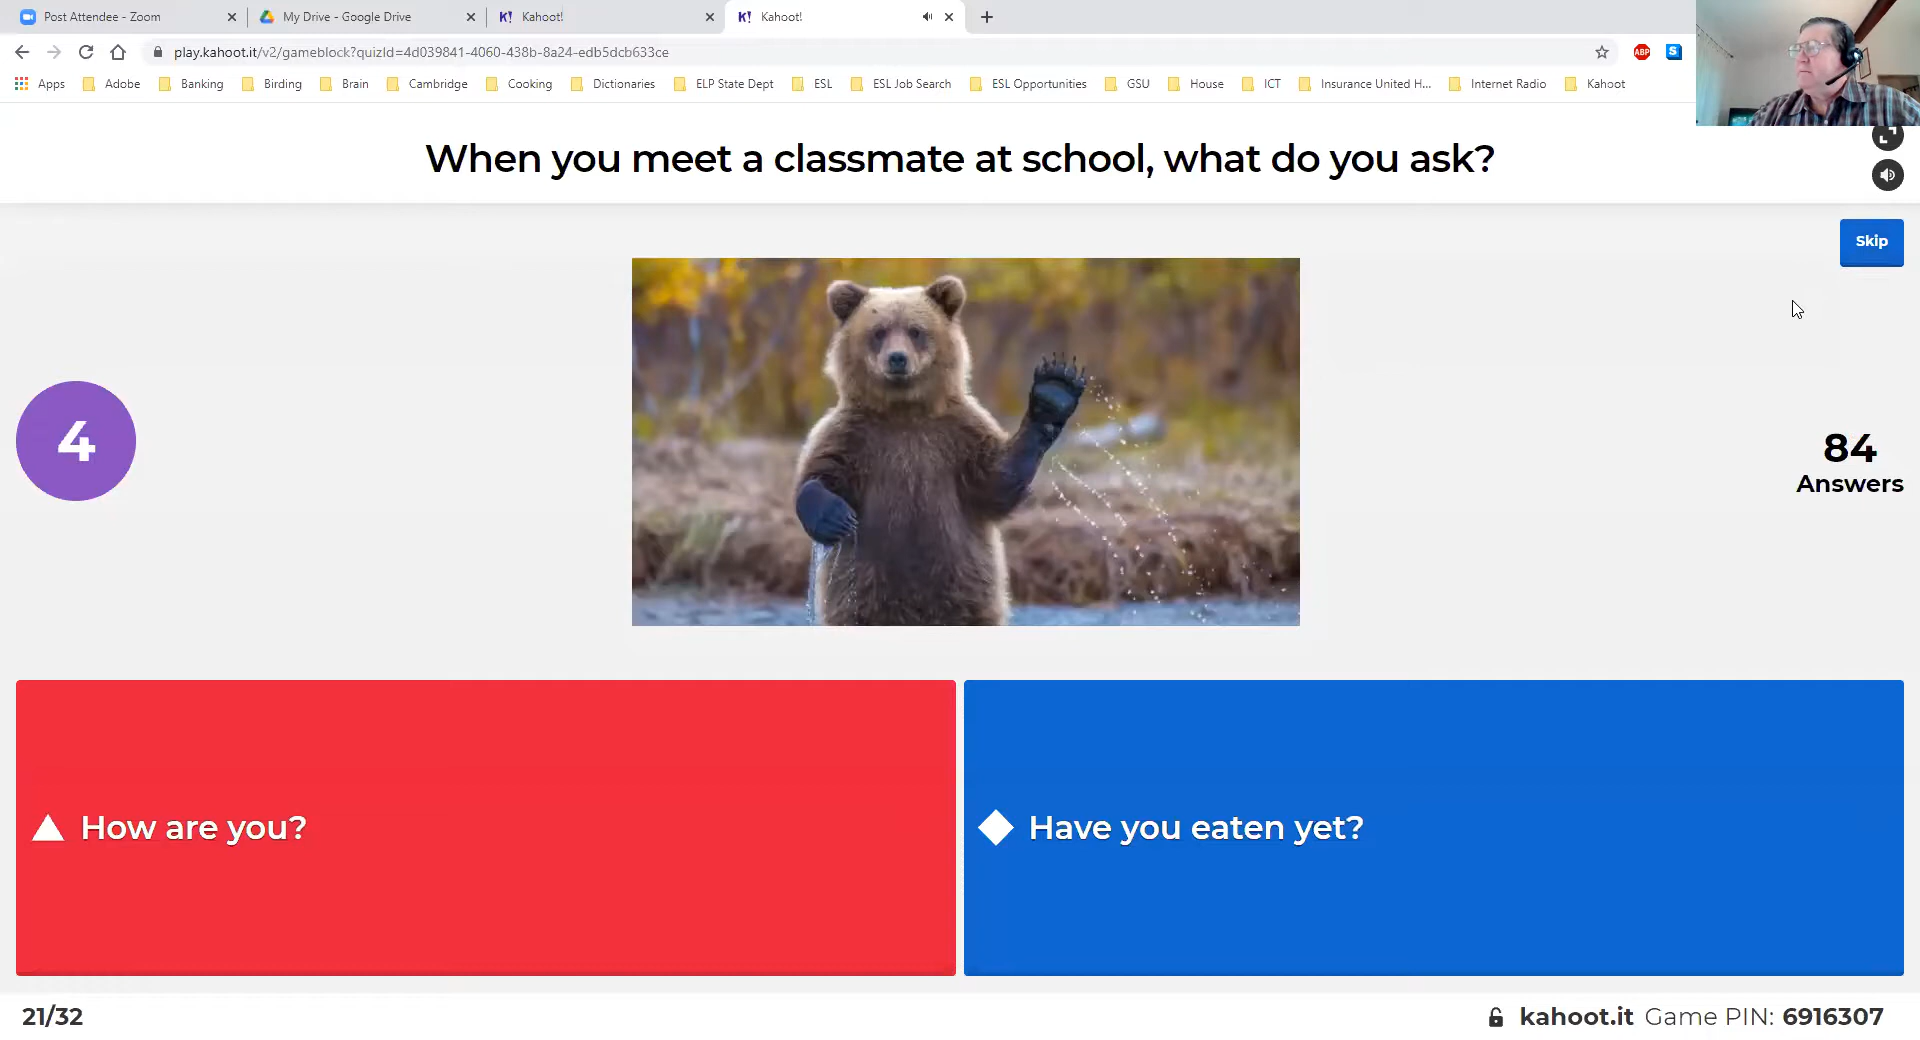 Post Attendee - Zoom
My Drive - Google Drive
K! Kahoot!
K! Kahoot!
play.kahoot.it/v2/gameblock?quizId=4d039841-4060-438b-8a24-edb5dcb633ce
ABP
S
Apps Adobe Banking Birding Brain Cambridge Cooking Dictionaries ELP State Dept ESL ESL Job Search ESL Opportunities GSU House ICT Insurance United H... Internet Radio Kahoot
When you meet a classmate at school, what do you ask?
Skip
4
84
Answers
How are you?
Have you eaten yet?
21/32
kahoot.it Game PIN: 6916307